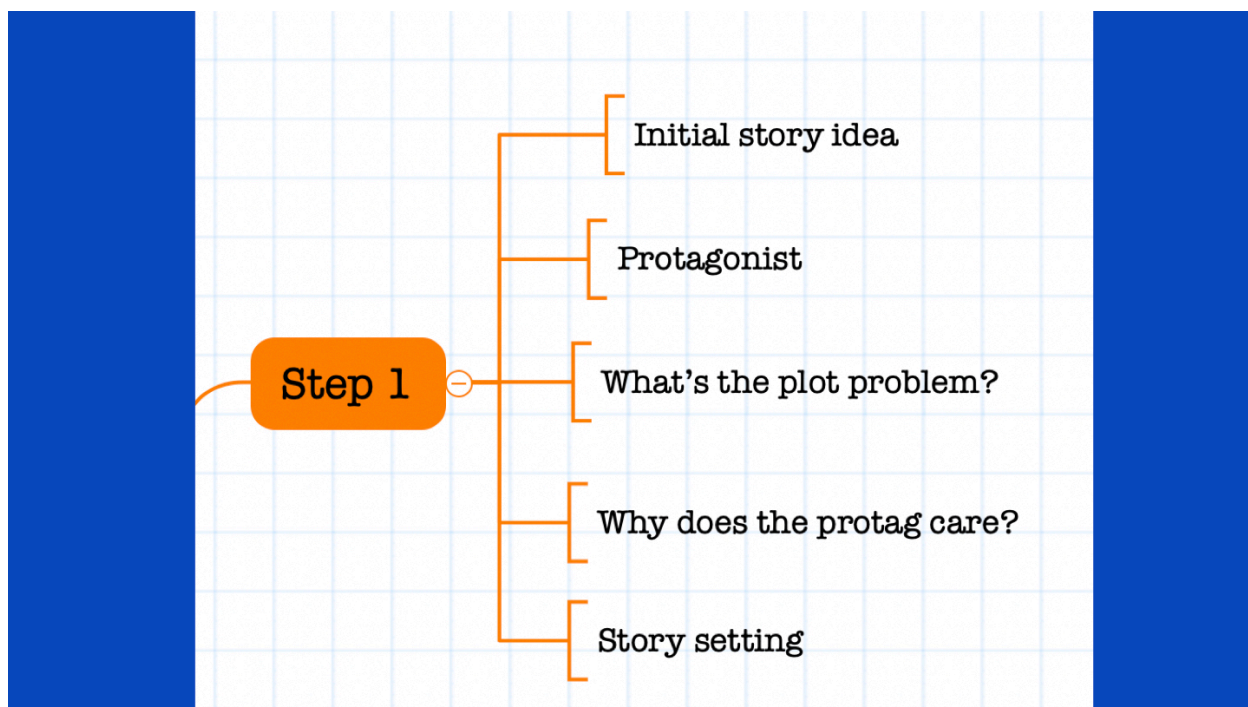 Initial story idea
Protagonist
Step 1
What's the plot problem?
Why does the protag care?
Story setting